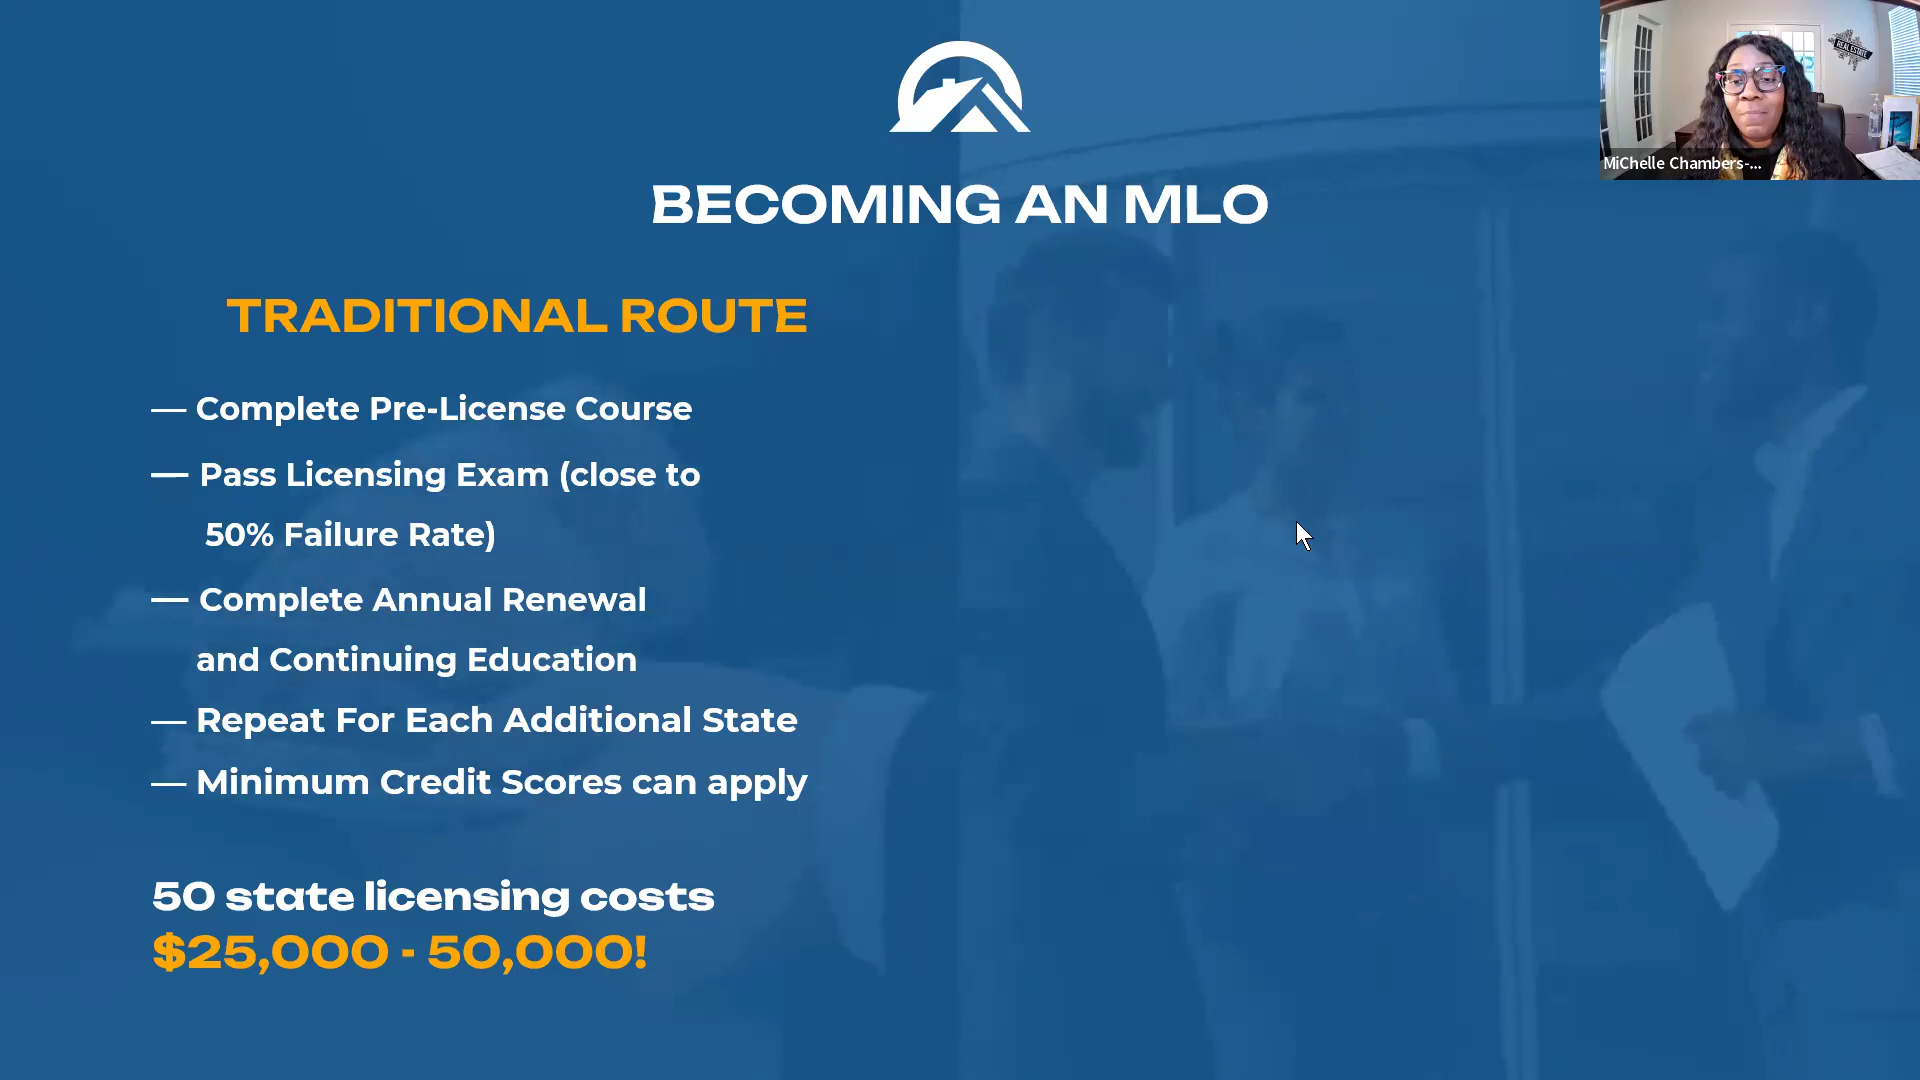 BECOMING AN MLO
TRADITIONAL ROUTE
— Complete Pre-License Course
— Pass Licensing Exam (close to
50% Failure Rate)
— Complete Annual Renewal
and Continuing Education
— Repeat For Each Additional State
— Minimum Credit Scores can apply
50 state licensing costs
$25,000 - 50,000!
REAL ESTATE
MiChelle Chambers-...